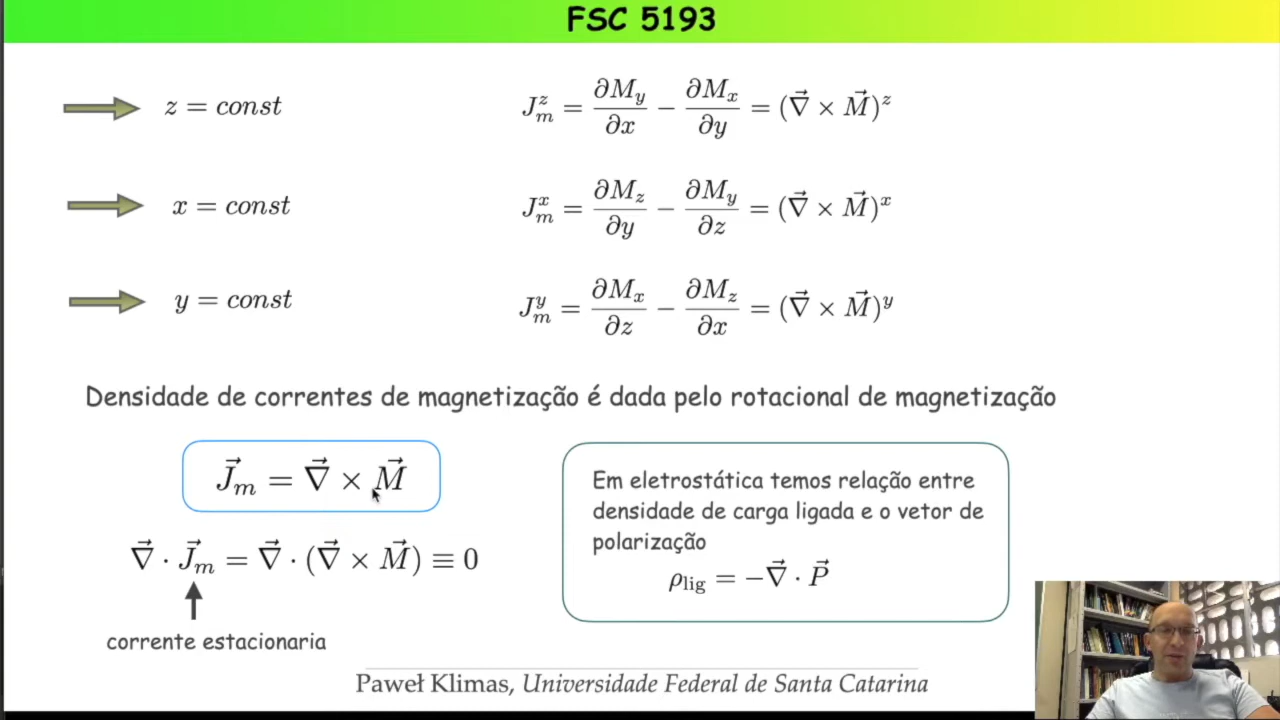 FSC 5193
z = const
J_m^z = ∂M_y/∂x − ∂M_x/∂y = (∇⃗ × M⃗)^z
x = const
J_m^x = ∂M_z/∂y − ∂M_y/∂z = (∇⃗ × M⃗)^x
y = const
J_m^y = ∂M_x/∂z − ∂M_z/∂x = (∇⃗ × M⃗)^y
Densidade de correntes de magnetização é dada pelo rotacional de magnetização
J⃗_m = ∇⃗ × M⃗
∇⃗ · J⃗_m = ∇⃗ · (∇⃗ × M⃗) ≡ 0
corrente estacionaria
Em eletrostática temos relação entre
densidade de carga ligada e o vetor de
polarização
ρ_lig = −∇⃗ · P⃗
Paweł Klimas, Universidade Federal de Santa Catarina